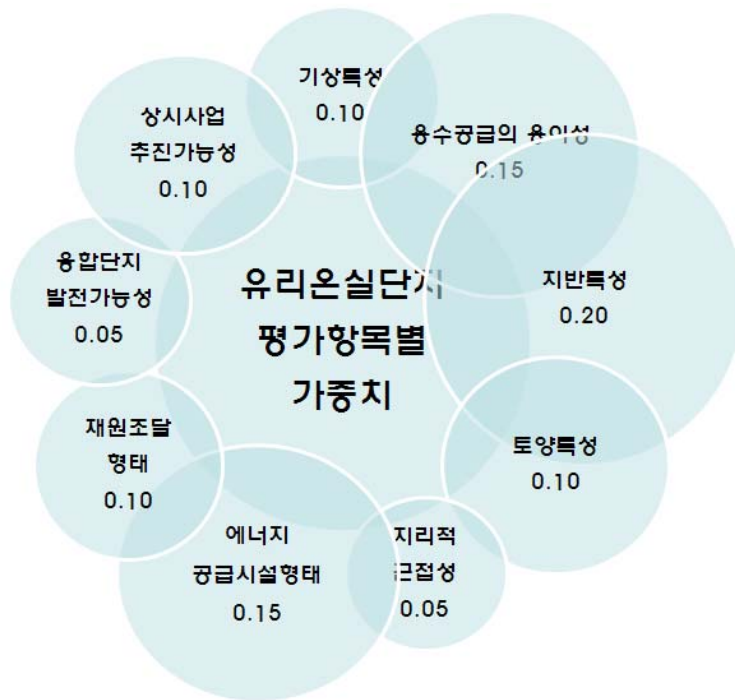 유리온실단지
평가항목별
가중치
기상특성
0.10
용수공급의 용이성
0.15
지반특성
0.20
토양특성
0.10
지리적
근접성
0.05
에너지
공급시설형태
0.15
재원조달
형태
0.10
융합단지
발전가능성
0.05
상시사업
추진가능성
0.10